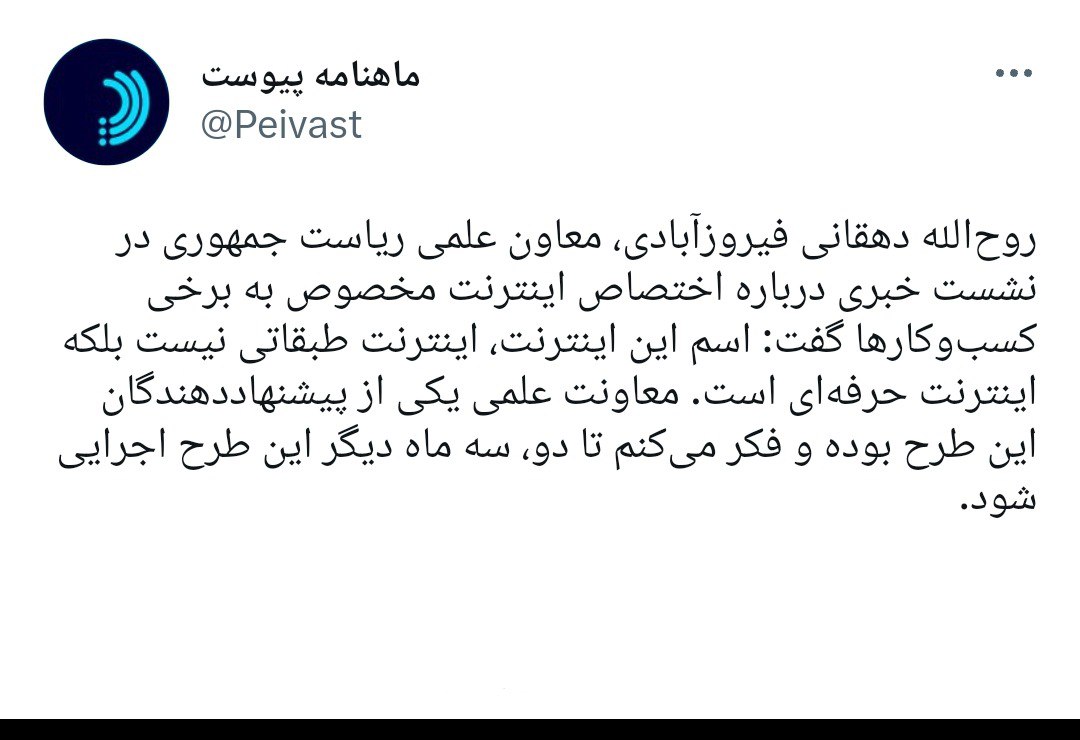 ماهنامه پیوست
@Peivast
روح‌الله دهقانی فیروزآبادی، معاون علمی ریاست جمهوری در
نشست خبری درباره اختصاص اینترنت مخصوص به برخی
کسب‌وکارها گفت: اسم این اینترنت، اینترنت طبقاتی نیست بلکه
اینترنت حرفه‌ای است. معاونت علمی یکی از پیشنهاددهندگان
این طرح بوده و فکر می‌کنم تا دو، سه ماه دیگر این طرح اجرایی
شود.